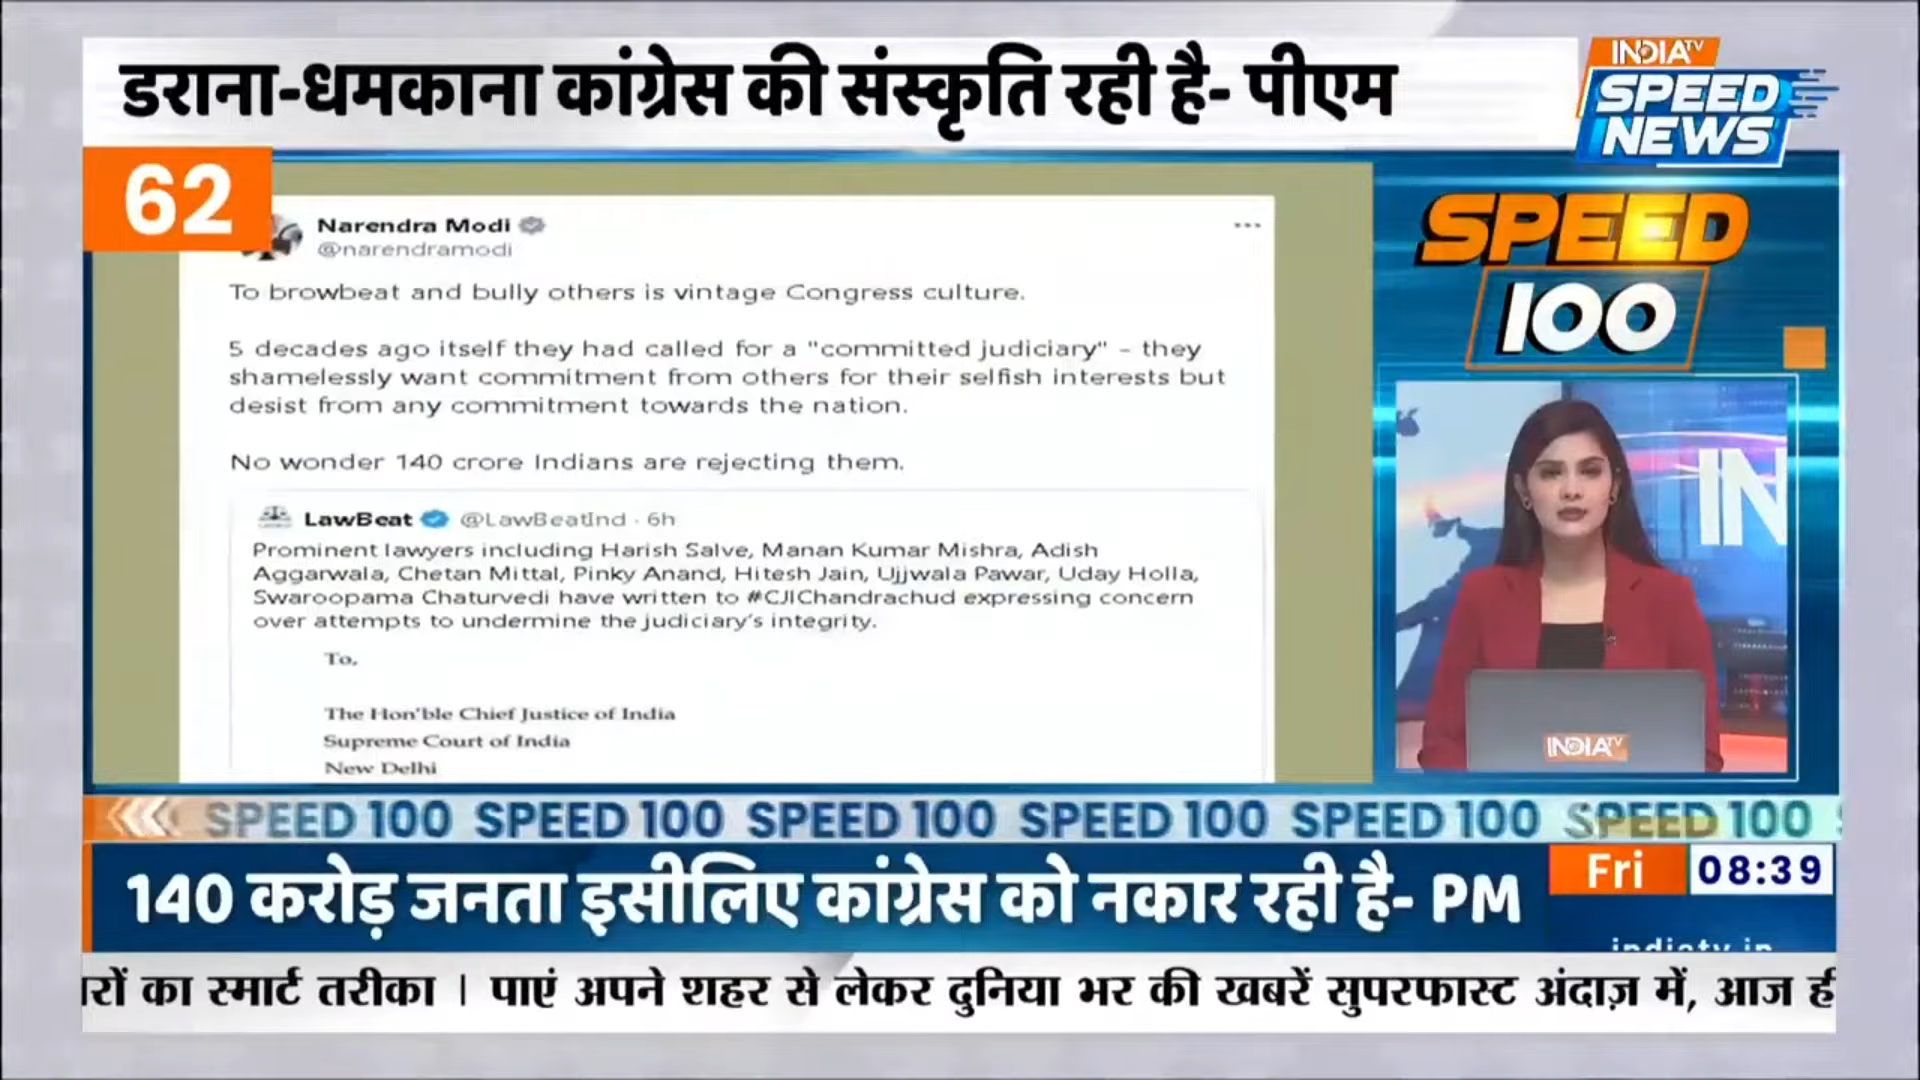 डराना-धमकाना कांग्रेस की संस्कृति रही है- पीएम
INDIA TV
SPEED
NEWS
62
SPEED
100
Narendra Modi
@narendramodi
To browbeat and bully others is vintage Congress culture.
5 decades ago itself they had called for a "committed judiciary" - they
shamelessly want commitment from others for their selfish interests but
desist from any commitment towards the nation.
No wonder 140 crore Indians are rejecting them.
LawBeat @LawBeatInd · 6h
Prominent lawyers including Harish Salve, Manan Kumar Mishra, Adish
Aggarwala, Chetan Mittal, Pinky Anand, Hitesh Jain, Ujjwala Pawar, Uday Holla,
Swaroopama Chaturvedi have written to #CJIChandrachud expressing concern
over attempts to undermine the judiciary's integrity.
To,
The Hon'ble Chief Justice of India
Supreme Court of India
New Delhi
IN
INDIA TV
SPEED 100 SPEED 100 SPEED 100 SPEED 100 SPEED 100 SPEED 100
140 करोड़ जनता इसीलिए कांग्रेस को नकार रही है- PM
Fri 08:39
indiatv.in
रों का स्मार्ट तरीका | पाएं अपने शहर से लेकर दुनिया भर की खबरें सुपरफास्ट अंदाज़ में, आज ही